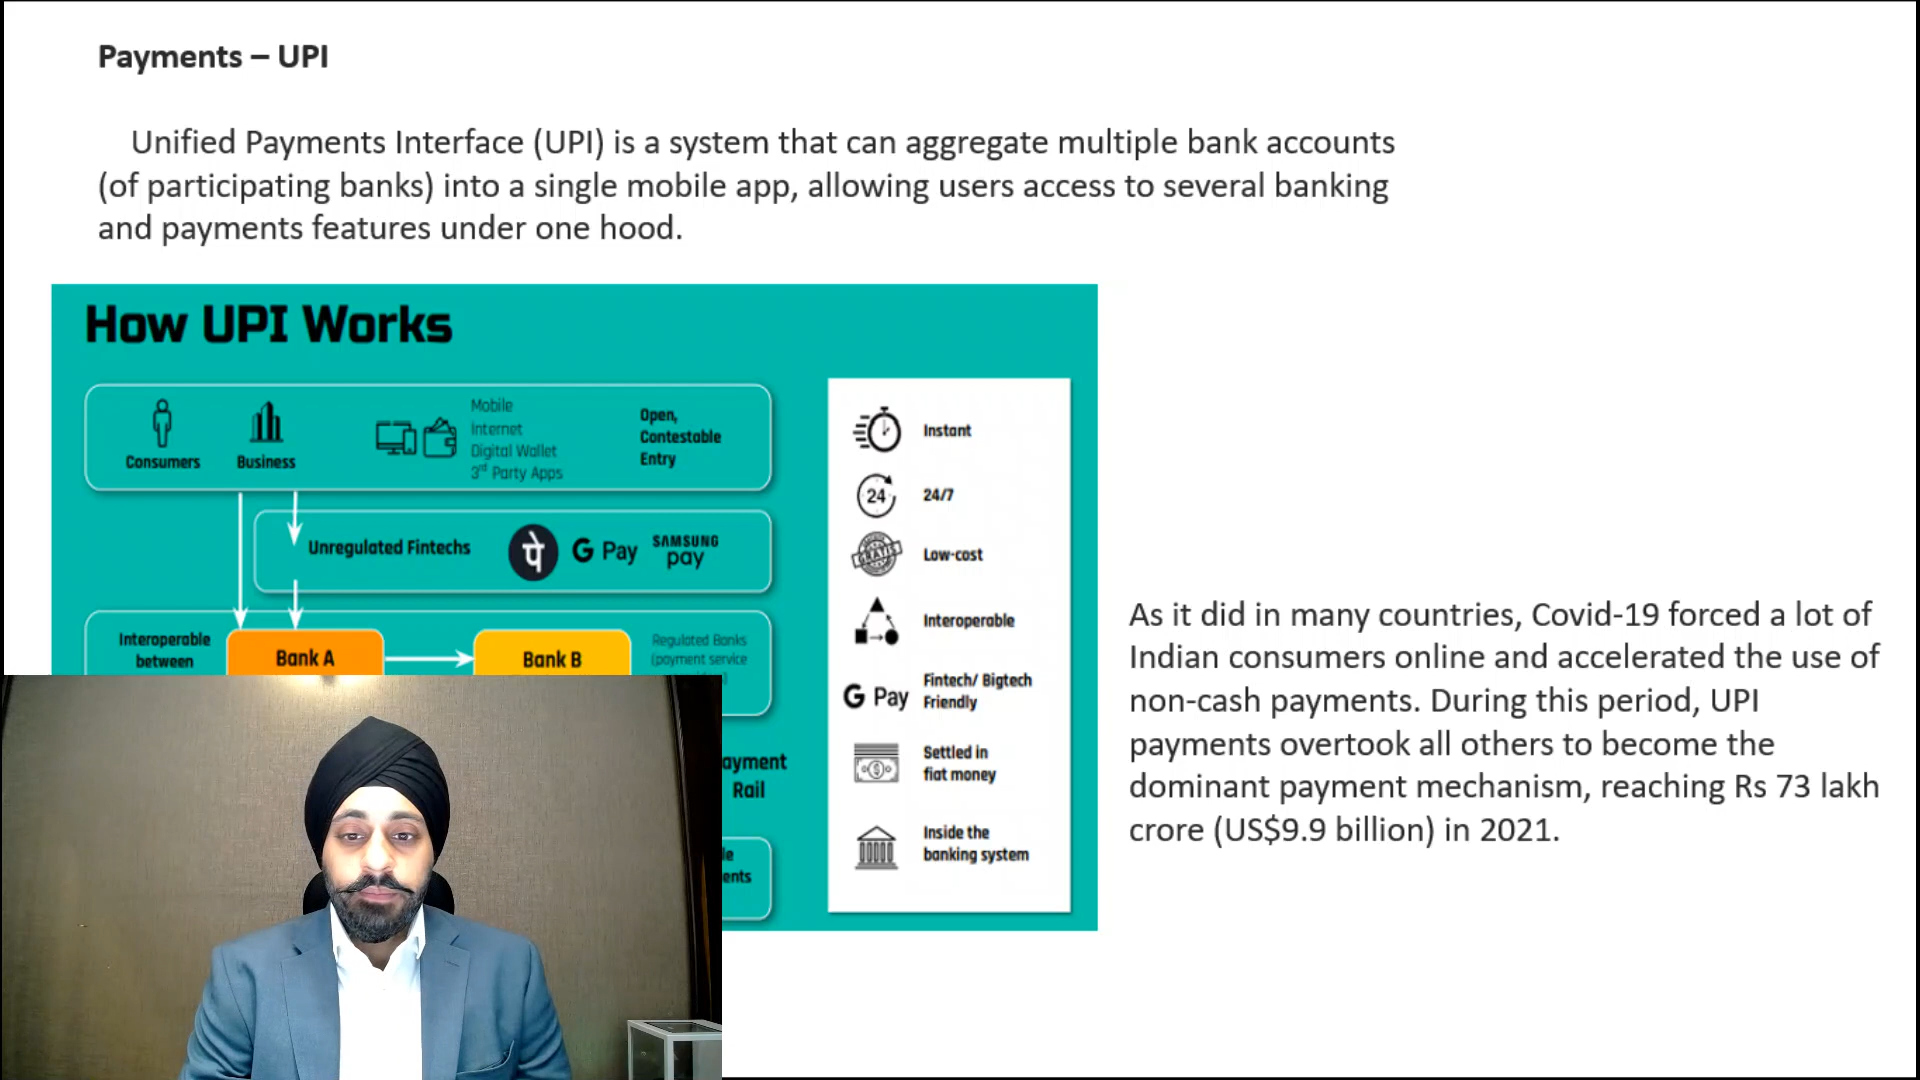 Payments – UPI
Unified Payments Interface (UPI) is a system that can aggregate multiple bank accounts
(of participating banks) into a single mobile app, allowing users access to several banking
and payments features under one hood.
How UPI Works
Consumers
Business
Mobile
Internet
Digital Wallet
3rd Party Apps
Open,
Contestable
Entry
Unregulated Fintechs
पे
G Pay
SAMSUNG
pay
Interoperable
between
Bank A
Bank B
Regulated Banks
(payment service
ayment
Rail
le
ents
Instant
24
24/7
GRATIS
Low-cost
Interoperable
G Pay
Fintech/ Bigtech
Friendly
Settled in
fiat money
Inside the
banking system
As it did in many countries, Covid-19 forced a lot of
Indian consumers online and accelerated the use of
non-cash payments. During this period, UPI
payments overtook all others to become the
dominant payment mechanism, reaching Rs 73 lakh
crore (US$9.9 billion) in 2021.